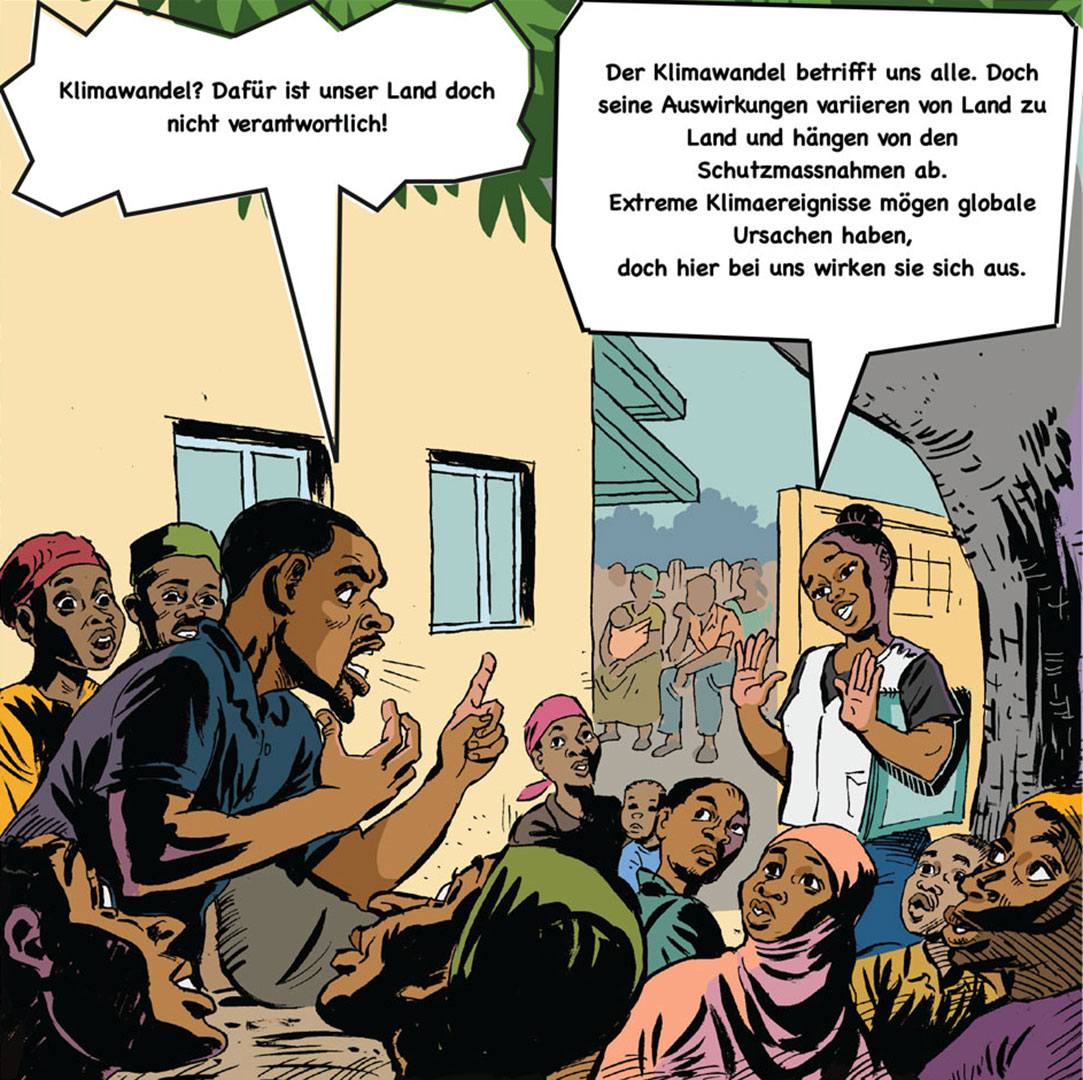 Klimawandel? Dafür ist unser Land doch
nicht verantwortlich!
Der Klimawandel betrifft uns alle. Doch
seine Auswirkungen variieren von Land zu
Land und hängen von den
Schutzmassnahmen ab.
Extreme Klimaereignisse mögen globale
Ursachen haben,
doch hier bei uns wirken sie sich aus.